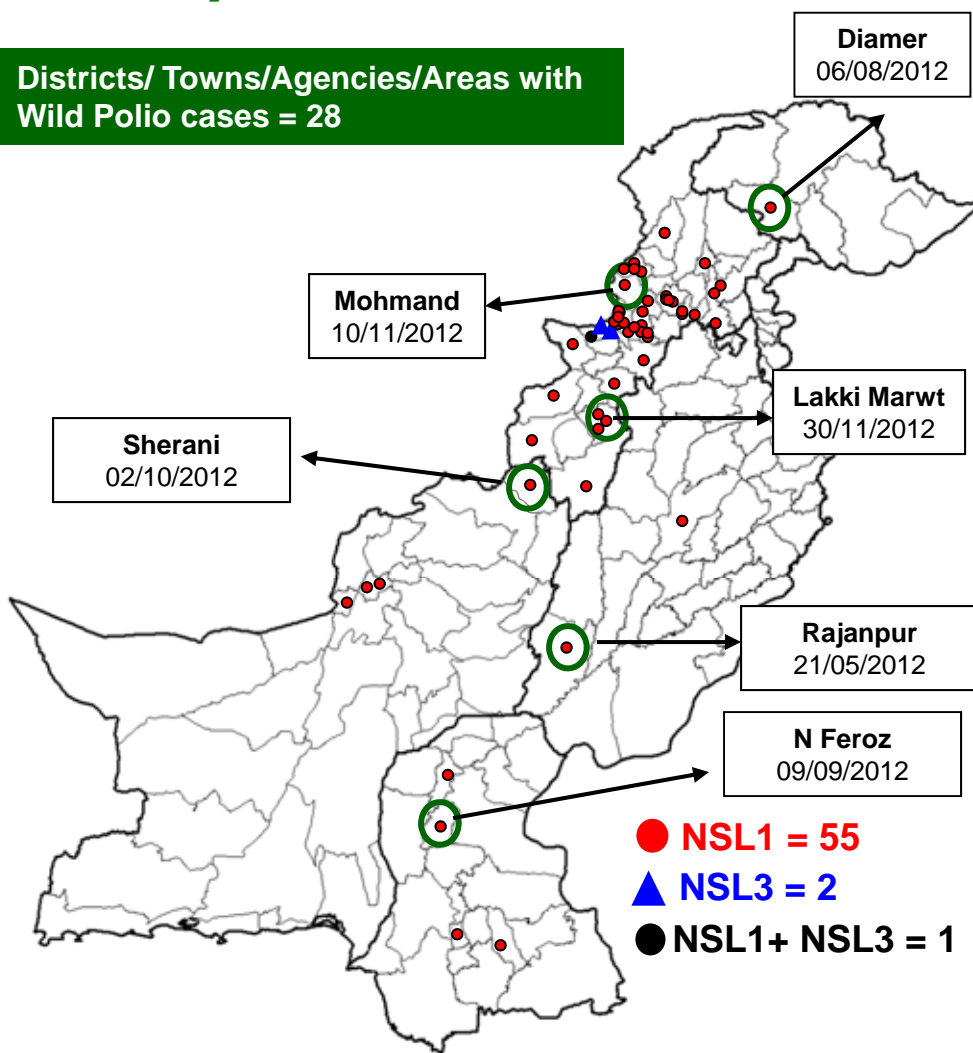 Diamer
06/08/2012
Districts/ Towns/Agencies/Areas with
Wild Polio cases = 28
Mohmand
10/11/2012
Lakki Marwt
30/11/2012
Sherani
02/10/2012
Rajanpur
21/05/2012
N Feroz
09/09/2012
NSL1 = 55
NSL3 = 2
NSL1+ NSL3 = 1